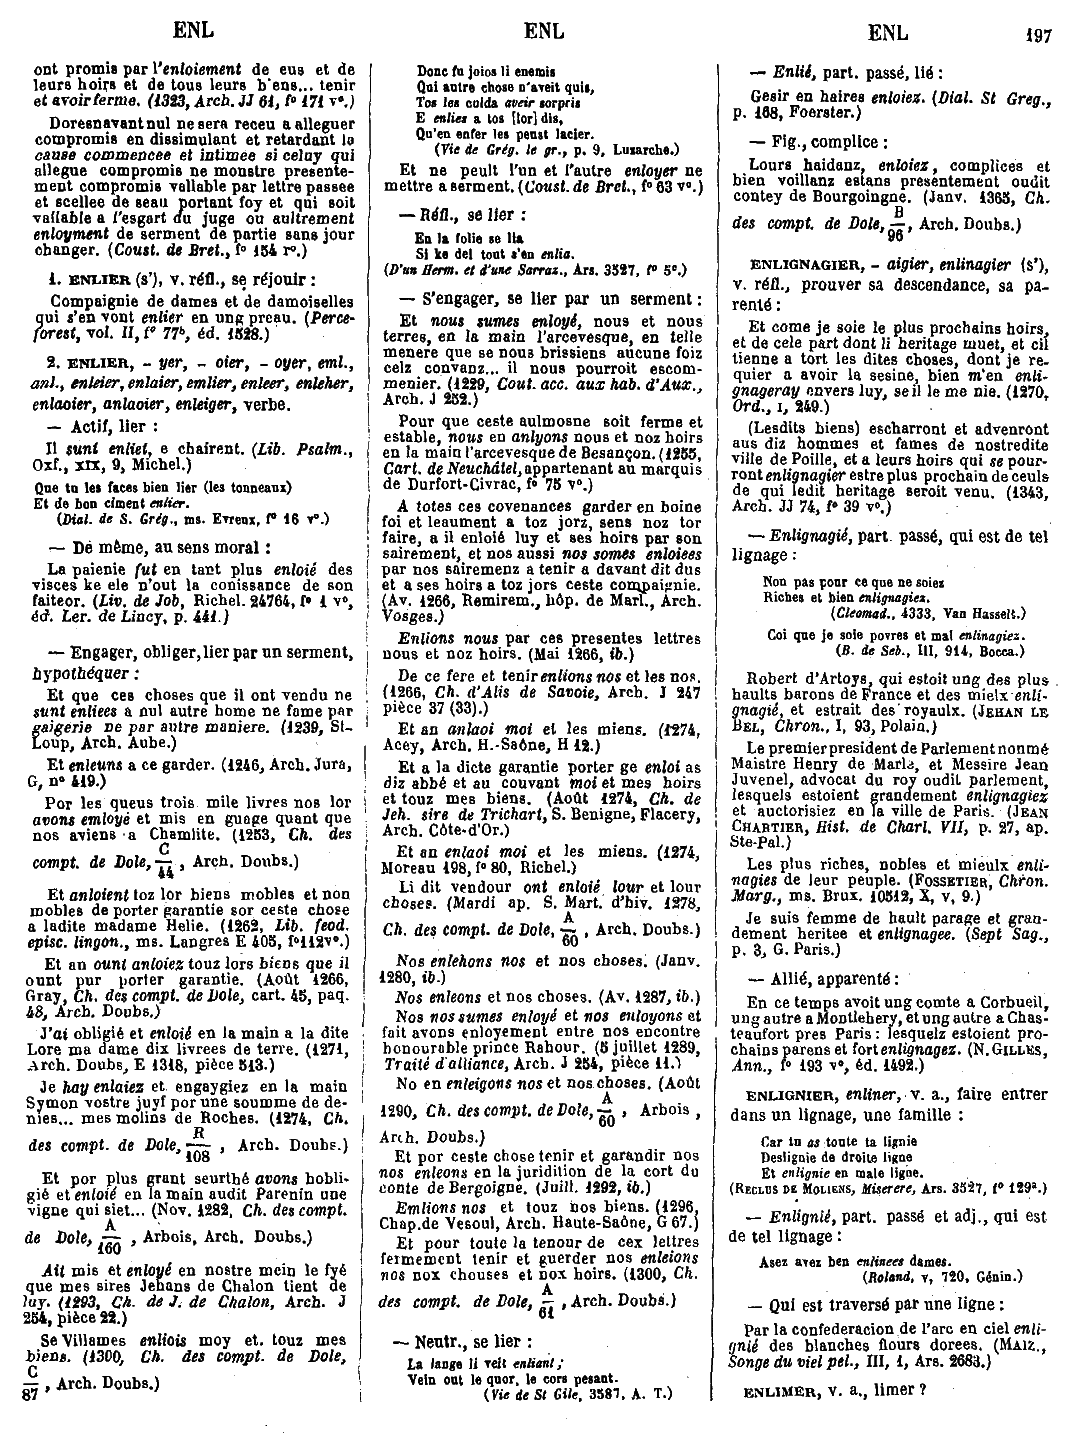 ENL
ENL
ENL
197
ont promis par l'enloiement de eus et de
leurs hoirs et de tous leurs b'ens... tenir
et avoir ferme. (1323, Arch. JJ 61, f° 171 v°.)
Doresnavant nul ne sera receu a alleguer
compromis en dissimulant et retardant la
cause commencee et intimee si celuy qui
allegue compromis ne monstre presente-
ment compromis vallable par lettre passee
et scellee de seau portant foy et qui soit
vallable a l'esgart du juge ou aultrement
enloyment de serment de partie sans jour
changer. (Coust. de Bret., f° 154 r°.)
1. ENLIER (s'), v. réfl., se réjouir :
Compaignie de dames et de damoiselles
qui s'en vont enlier en ung preau. (Perce-
forest, vol. II, f° 77ᵇ, éd. 1528.)
2. ENLIER, - yer, - oier, - oyer, eml.,
anl., enleier, enlaier, emlier, enleer, enleher,
enlaoier, anlaoier, enleiger, verbe.
— Actif, lier :
Il sunt enliet, e chairent. (Lib. Psalm.,
Oxf., XIX, 9, Michel.)
Que tu les faces bien lier (les tonneaux)
Et de bon ciment enlier.
(Dial. de S. Grég., ms. Evreux, f° 16 v°.)
— De même, au sens moral :
La paienie fut en tant plus enloié des
visces ke ele n'out la conissance de son
faiteor. (Liv. de Job, Richel. 24764, f° 1 v°,
éd. Ler. de Lincy, p. 441.)
— Engager, obliger, lier par un serment,
hypothéquer :
Et que ces choses que il ont vendu ne
sunt enliees a nul autre home ne fame par
gaigerie ne par autre maniere. (1239, St-
Loup, Arch. Aube.)
Et enleuns a ce garder. (1246, Arch. Jura,
G, n° 419.)
Por les queus trois mile livres nos lor
avons emloyé et mis en guage quant que
nos aviens a Chamlite. (1253, Ch. des
compt. de Dole, C/44, Arch. Doubs.)
Et anloient toz lor biens mobles et non
mobles de porter garantie sor ceste chose
a ladite madame Helie. (1262, Lib. feod.
episc. lingon., ms. Langres E 405, f° 112 v°.)
Et an ount anloiez touz lors biens que il
ount pur porter garantie. (Août 1266,
Gray, Ch. des compt. de Dole, cart. 45, paq.
48, Arch. Doubs.)
J'ai obligié et enloié en la main a la dite
Lore ma dame dix livrees de terre. (1271,
Arch. Doubs, E 1318, pièce 513.)
Je hay enlaiez et engaygiez en la main
Symon vostre juyf por une soumme de de-
nies... mes molins de Roches. (1274, Ch.
des compt. de Dole, R/108, Arch. Doubs.)
Et por plus grant seurthé avons hobli-
gié et enloié en la main audit Parenin une
vigne qui siet... (Nov. 1282, Ch. des compt.
de Dole, A/160, Arbois, Arch. Doubs.)
Ait mis et enloyé en nostre mein le fyé
que mes sires Jehans de Chalon tient de
luy. (1293, Ch. de J. de Chalon, Arch. J
254, pièce 22.)
Se Villames enliois moy et. touz mes
biens. (1300, Ch. des compt. de Dole,
C/87, Arch. Doubs.)
Donc fu joios li enemis
Qui autre chose n'aveit quis,
Tos les cuida aveir sorpris
E enlies a tos [lor] dis,
Qu'en enfer les peust lacier.
(Vie de Grég. le gr., p. 9, Luzarche.)
Et ne peult l'un et l'autre enloyer ne
mettre a serment. (Coust. de Bret., f° 63 v°.)
— Réfl., se lier :
En la folie se lia
Si ke del tout s'en enlia.
(D'un Herm. et d'une Sarraz., Ars. 3527, f° 5ᵉ.)
— S'engager, se lier par un serment :
Et nous sumes enloyé, nous et nous
terres, en la main l'arcevesque, en telle
menere que se nous brissiens aucune foiz
celz convanz... il nous pourroit escom-
menier. (1229, Cout. acc. aux hab. d'Aux.,
Arch. J 252.)
Pour que ceste aulmosne soit ferme et
estable, nous en anlyons nous et noz hoirs
en la main l'arcevesque de Besançon. (1255,
Cart. de Neuchâtel, appartenant au marquis
de Durfort-Civrac, f° 75 v°.)
A totes ces covenances garder en boine
foi et leaument a toz jorz, sens noz tor
faire, a il enloié luy et ses hoirs par son
sairement, et nos aussi nos somes enloiees
par nos sairemenz a tenir a davant dit dus
et a ses hoirs a toz jors ceste compaignie.
(Av. 1266, Remirem., hôp. de Marl., Arch.
Vosges.)
Enlions nous par ces presentes lettres
nous et noz hoirs. (Mai 1266, ib.)
De ce fere et tenir enlions nos et les nos.
(1266, Ch. d'Alis de Savoie, Arch. J 247
pièce 37 (33).)
Et an anlaoi moi et les miens. (1274,
Acey, Arch. H.-Saône, H 12.)
Et a la dicte garantie porter ge enloi as
diz abbé et au couvant moi et mes hoirs
et touz mes biens. (Août 1274, Ch. de
Jeh. sire de Trichart, S. Benigne, Flacery,
Arch. Côte-d'Or.)
Et an enlaoi moi et les miens. (1274,
Moreau 198, f° 80, Richel.)
Li dit vendour ont enloié lour et lour
choses. (Mardi ap. S. Mart. d'hiv. 1278,
Ch. des compt. de Dole, A/60, Arch. Doubs.)
Nos enlehons nos et nos choses. (Janv.
1280, ib.)
Nos enleons et nos choses. (Av. 1287, ib.)
Nos nos sumes enloyé et nos enloyons et
fait avons enloyement entre nos encontre
honourable prince Rahour. (5 juillet 1289,
Traité d'alliance, Arch. J 254, pièce 11.)
No en enleigons nos et nos choses. (Août
1290, Ch. des compt. de Dole, A/60, Arbois,
Arch. Doubs.)
Et por ceste chose tenir et garandir nos
nos enleons en la juridition de la cort du
conte de Bergoigne. (Juill. 1292, ib.)
Emlions nos et touz nos biens. (1296,
Chap. de Vesoul, Arch. Haute-Saône, G 67.)
Et pour toute la tenour de cex lettres
fermement tenir et guerder nos enleions
nos nox chouses et nox hoirs. (1300, Ch.
des compt. de Dole, A/61, Arch. Doubs.)
— Neutr., se lier :
La lange li veit enliant ;
Vein out le quor, le cors pesant.
(Vie de St Gile, 3587, A. T.)
— Enlié, part. passé, lié :
Gesir en haires enloiez. (Dial. St Greg.,
p. 168, Foerster.)
— Fig., complice :
Lours haidanz, enloiez, complices et
bien voillanz estans presentement oudit
contey de Bourgoingne. (Janv. 1365, Ch.
des compt. de Dole, B/96, Arch. Doubs.)
ENLIGNAGIER, - aigier, enlinagier (s'),
v. réfl., prouver sa descendance, sa pa-
renté :
Et come je soie le plus prochains hoirs,
et de cele part dont li heritage muet, et cil
tienne a tort les dites choses, dont je re-
quier a avoir la sesine, bien m'en enli-
gnageray envers luy, se il le me nie. (1270,
Ord., I, 249.)
(Lesdits biens) escharront et advenront
aus diz hommes et fames de nostredite
ville de Poille, et a leurs hoirs qui se pour-
ront enlignagier estre plus prochain de ceuls
de qui ledit heritage seroit venu. (1343,
Arch. JJ 74, f° 39 v°.)
— Enlignagié, part. passé, qui est de tel
lignage :
Non pas pour ce que ne soiez
Riches et bien enlignagiez.
(Cleomad., 4333, Van Hasselt.)
Coi que je soie povres et mal enlinagiez.
(B. de Seb., III, 914, Bocca.)
Robert d'Artoys, qui estoit ung des plus
haults barons de France et des mielx enli-
gnagié, et estrait des royaulx. (JEHAN LE
BEL, Chron., I, 93, Polain.)
Le premier president de Parlement nonmé
Maistre Henry de Marle, et Messire Jean
Juvenel, advocat du roy oudit parlement,
lesquels estoient grandement enlignagiez
et auctorisiez en la ville de Paris. (JEAN
CHARTIER, Hist. de Charl. VII, p. 27, ap.
Ste-Pal.)
Les plus riches, nobles et mieulx enli-
nagies de leur peuple. (FOSSETIER, Chron.
Marg., ms. Brux. 10512, X, v, 9.)
Je suis femme de hault parage et gran-
dement heritee et enlignagee. (Sept Sag.,
p. 3, G. Paris.)
— Allié, apparenté :
En ce temps avoit ung comte a Corbueil,
ung autre a Montlehery, et ung autre a Chas-
teaufort pres Paris : lesquelz estoient pro-
chains parens et fort enlignagez. (N. GILLES,
Ann., f° 193 v°, éd. 1492.)
ENLIGNIER, enliner, v. a., faire entrer
dans un lignage, une famille :
Car tu as toute ta lignie
Deslignie de droite ligne
Et enlignie en male ligne.
(RECLUS DE MOLIENS, Miserere, Ars. 3527, f° 129ᵃ.)
— Enlignié, part. passé et adj., qui est
de tel lignage :
Asez avez ben enlinees dames.
(Roland, v, 720, Génin.)
— Qui est traversé par une ligne :
Par la confederacion de l'arc en ciel enli-
gnié des blanches flours dorees. (MAIZ.,
Songe du viel pel., III, 1, Ars. 2683.)
ENLIMER, v. a., limer ?